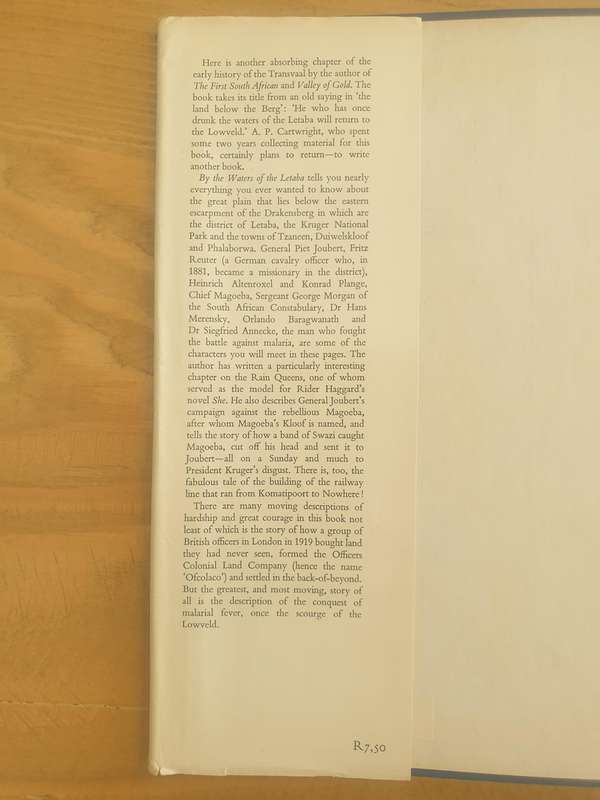 Here is another absorbing chapter of the
early history of the Transvaal by the author of
The First South African and Valley of Gold. The
book takes its title from an old saying in 'the
land below the Berg': 'He who has once
drunk the waters of the Letaba will return to
the Lowveld.' A. P. Cartwright, who spent
some two years collecting material for this
book, certainly plans to return—to write
another book.
By the Waters of the Letaba tells you nearly
everything you ever wanted to know about
the great plain that lies below the eastern
escarpment of the Drakensberg in which are
the district of Letaba, the Kruger National
Park and the towns of Tzaneen, Duiwelskloof
and Phalaborwa. General Piet Joubert, Fritz
Reuter (a German cavalry officer who, in
1881, became a missionary in the district),
Heinrich Altenroxel and Konrad Plange,
Chief Magoeba, Sergeant George Morgan of
the South African Constabulary, Dr Hans
Merensky, Orlando Baragwanath and
Dr Siegfried Annecke, the man who fought
the battle against malaria, are some of the
characters you will meet in these pages. The
author has written a particularly interesting
chapter on the Rain Queens, one of whom
served as the model for Rider Haggard's
novel She. He also describes General Joubert's
campaign against the rebellious Magoeba,
after whom Magoeba's Kloof is named, and
tells the story of how a band of Swazi caught
Magoeba, cut off his head and sent it to
Joubert—all on a Sunday and much to
President Kruger's disgust. There is, too, the
fabulous tale of the building of the railway
line that ran from Komatipoort to Nowhere!
There are many moving descriptions of
hardship and great courage in this book not
least of which is the story of how a group of
British officers in London in 1919 bought land
they had never seen, formed the Officers
Colonial Land Company (hence the name
'Ofcolaco') and settled in the back-of-beyond.
But the greatest, and most moving, story of
all is the description of the conquest of
malarial fever, once the scourge of the
Lowveld.
R7,50